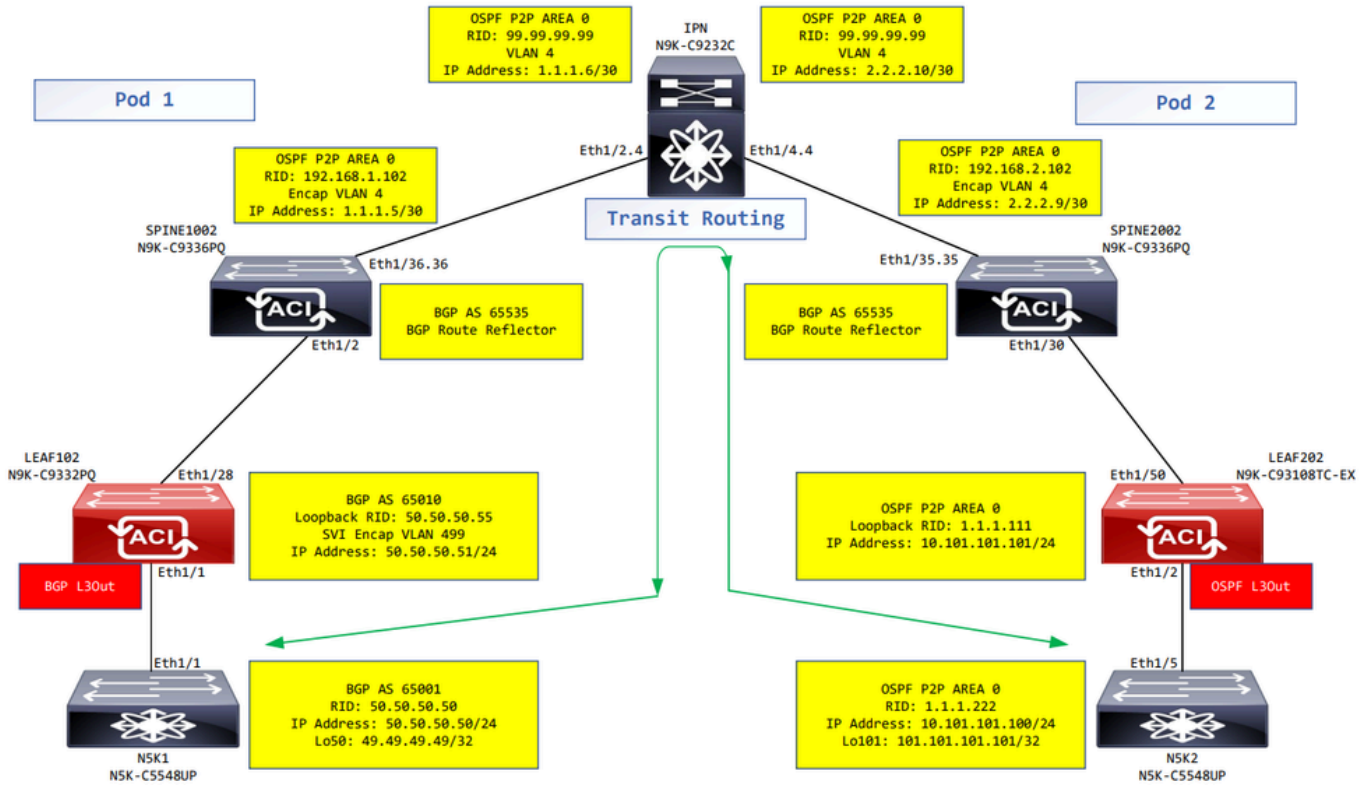 OSPF P2P AREA 0
RID: 99.99.99.99
VLAN 4
IP Address: 1.1.1.6/30
IPN
N9K-C9232C
OSPF P2P AREA 0
RID: 99.99.99.99
VLAN 4
IP Address: 2.2.2.10/30
Pod 1
Pod 2
Eth1/2.4
Eth1/4.4
OSPF P2P AREA 0
RID: 192.168.1.102
Encap VLAN 4
IP Address: 1.1.1.5/30
OSPF P2P AREA 0
RID: 192.168.2.102
Encap VLAN 4
IP Address: 2.2.2.9/30
Transit Routing
SPINE1002
N9K-C9336PQ
SPINE2002
N9K-C9336PQ
Eth1/36.36
Eth1/35.35
ACI
ACI
BGP AS 65535
BGP Route Reflector
BGP AS 65535
BGP Route Reflector
Eth1/2
Eth1/30
LEAF102
N9K-C9332PQ
LEAF202
N9K-C93108TC-EX
Eth1/28
Eth1/50
ACI
BGP AS 65010
Loopback RID: 50.50.50.55
SVI Encap VLAN 499
IP Address: 50.50.50.51/24
OSPF P2P AREA 0
Loopback RID: 1.1.1.111
IP Address: 10.101.101.101/24
ACI
Eth1/1
Eth1/2
BGP L3Out
OSPF L3Out
Eth1/1
Eth1/5
BGP AS 65001
RID: 50.50.50.50
IP Address: 50.50.50.50/24
Lo50: 49.49.49.49/32
OSPF P2P AREA 0
RID: 1.1.1.222
IP Address: 10.101.101.100/24
Lo101: 101.101.101.101/32
N5K1
N5K-C5548UP
N5K2
N5K-C5548UP